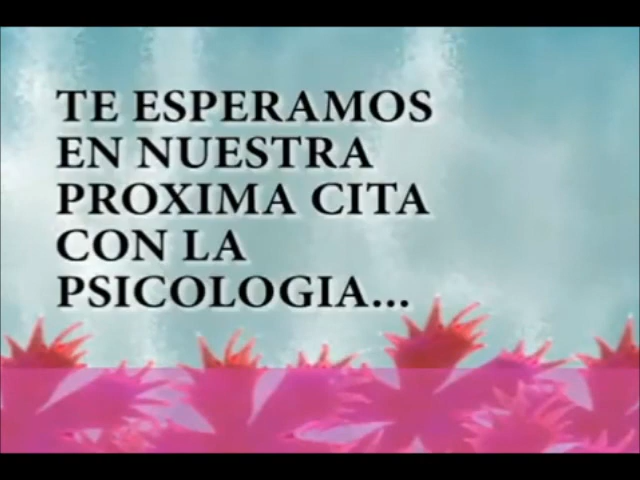 TE ESPERAMOS
EN NUESTRA
PROXIMA CITA
CON LA
PSICOLOGIA...